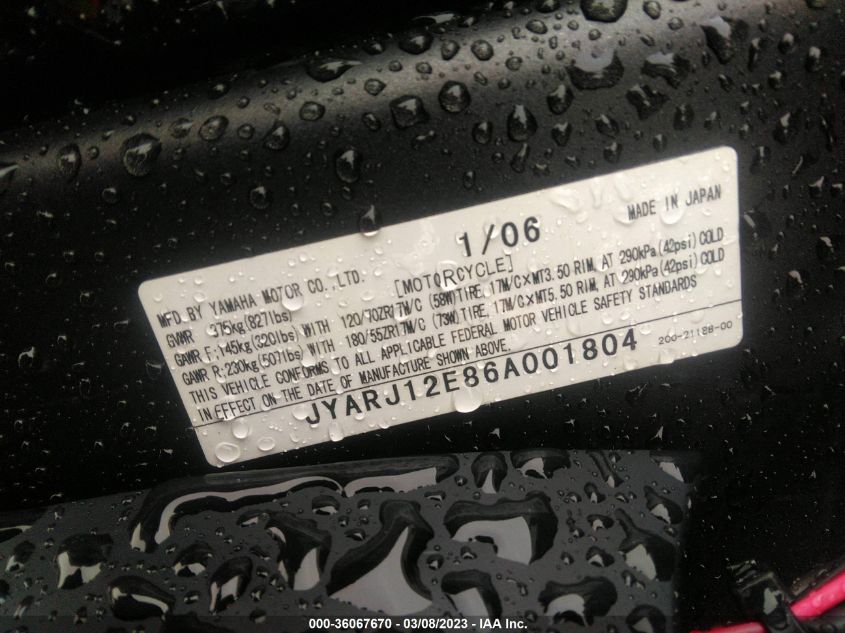 1/06
MADE IN JAPAN
MFD BY YAMAHA MOTOR CO.,LTD. [MOTORCYCLE]
GVWR 375kg(827lbs)
GAWR F;145kg(320lbs) WITH 120/70ZR17M/C (58W)TIRE, 17M/C×MT3.50 RIM, AT 290kPa(42psi)COLD
GAWR R;230kg(507lbs) WITH 180/55ZR17M/C (73W)TIRE, 17M/C×MT5.50 RIM, AT 290kPa(42psi)COLD
THIS VEHICLE CONFORMS TO ALL APPLICABLE FEDERAL MOTOR VEHICLE SAFETY STANDARDS
IN EFFECT ON THE DATE OF MANUFACTURE SHOWN ABOVE.
200-21188-00
JYARJ12E86A001804
000-36067670 - 03/08/2023 - © IAA Inc.